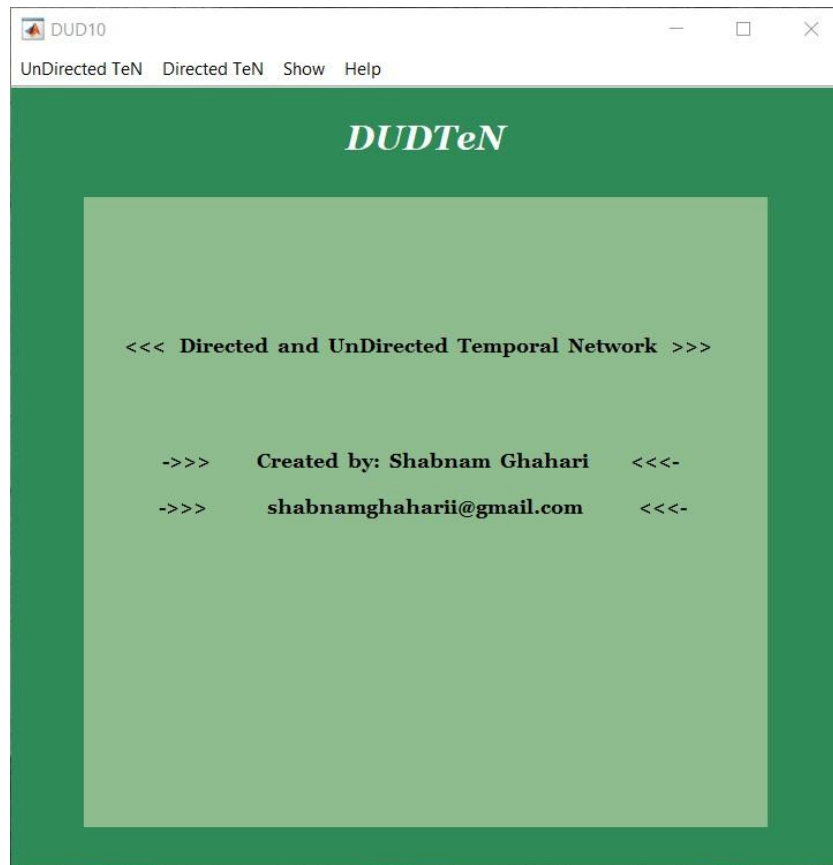 DUD10
UnDirected TeN Directed TeN Show Help
DUDTeN
<<< Directed and UnDirected Temporal Network >>>
->>> Created by: Shabnam Ghahari <<<-
->>> shabnamghaharii@gmail.com <<<-